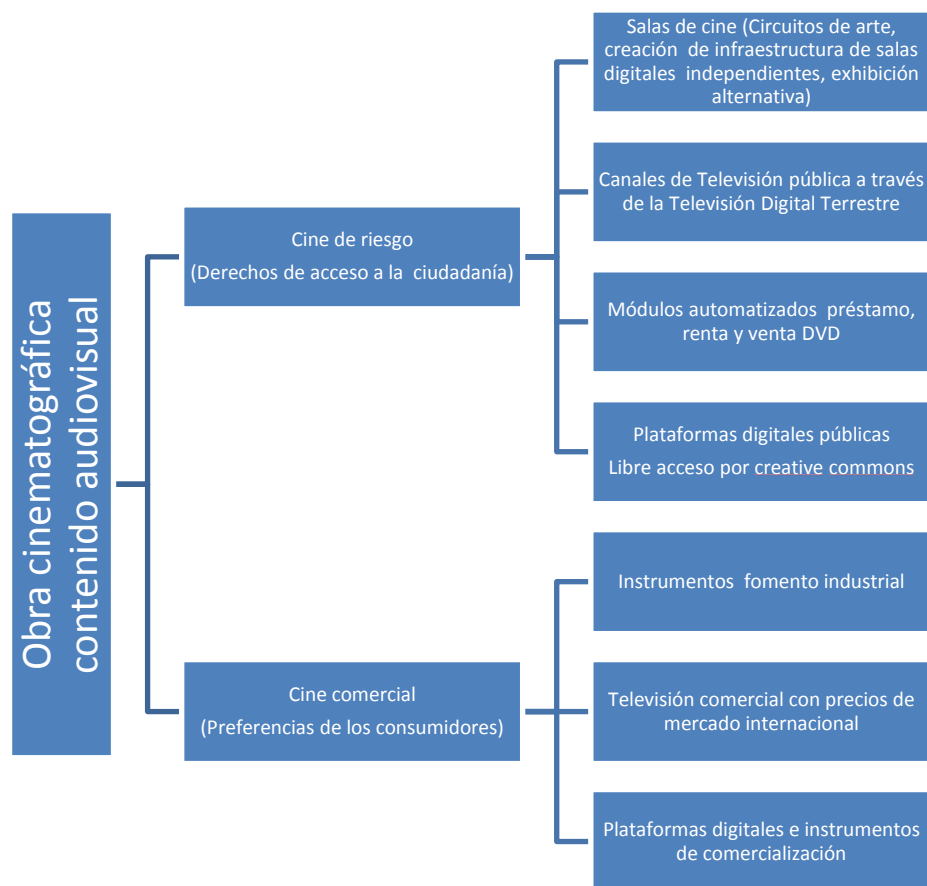 Obra cinematográfica
contenido audiovisual
Cine de riesgo
(Derechos de acceso a la ciudadanía)
Salas de cine (Circuitos de arte,
creación de infraestructura de salas
digitales independientes, exhibición
alternativa)
Canales de Televisión pública a través
de la Televisión Digital Terrestre
Módulos automatizados préstamo,
renta y venta DVD
Plataformas digitales públicas
Libre acceso por creative commons
Cine comercial
(Preferencias de los consumidores)
Instrumentos fomento industrial
Televisión comercial con precios de
mercado internacional
Plataformas digitales e instrumentos
de comercialización